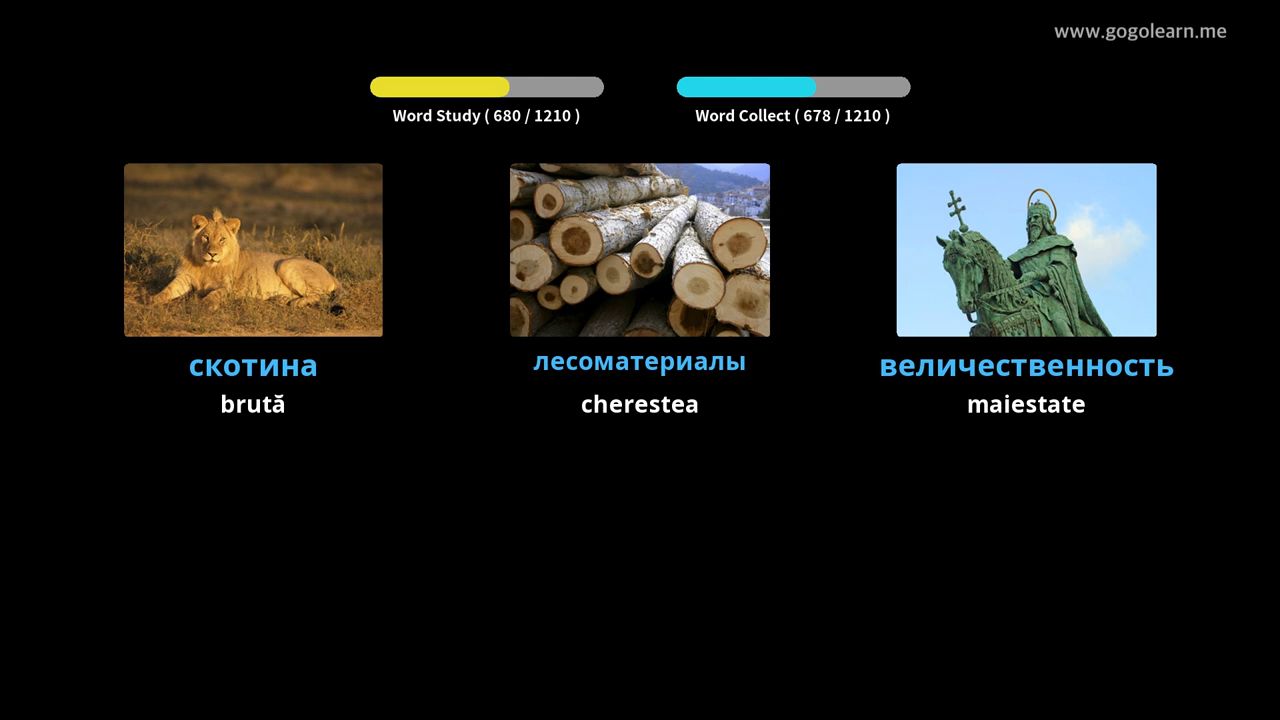 www.gogolearn.me
Word Study ( 680 / 1210 )
Word Collect ( 678 / 1210 )
скотина
лесоматериалы
величественность
brută
cherestea
maiestate